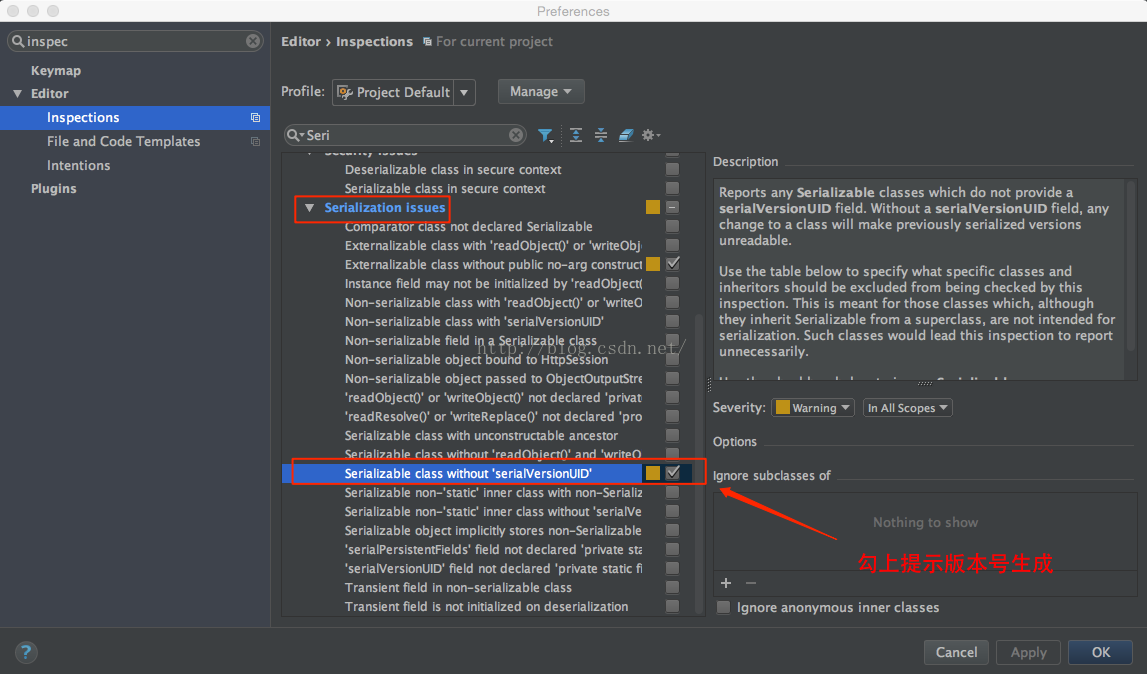 Preferences
inspec
Keymap
Editor
Inspections
File and Code Templates
Intentions
Plugins
Editor › Inspections For current project
Profile: Project Default Manage
Seri
Security issues
Deserializable class in secure context
Serializable class in secure context
Serialization issues
Comparator class not declared Serializable
Externalizable class with 'readObject()' or 'writeObj
Externalizable class without public no-arg construct
Instance field may not be initialized by 'readObject(
Non-serializable class with 'readObject()' or 'writeO
Non-serializable class with 'serialVersionUID'
Non-serializable field in a Serializable class
http://blog.csdn.net/
Non-serializable object bound to HttpSession
Non-serializable object passed to ObjectOutputStre
'readObject()' or 'writeObject()' not declared 'private
'readResolve()' or 'writeReplace()' not declared 'pro
Serializable class with unconstructable ancestor
Serializable class without 'readObject()' and 'writeO
Serializable class without 'serialVersionUID'
Serializable non-'static' inner class with non-Serializ
Serializable non-'static' inner class without 'serialVe
Serializable object implicitly stores non-Serializable
'serialPersistentFields' field not declared 'private sta
'serialVersionUID' field not declared 'private static fi
Transient field in non-serializable class
Transient field is not initialized on deserialization
Description
Reports any Serializable classes which do not provide a
serialVersionUID field. Without a serialVersionUID field, any
change to a class will make previously serialized versions
unreadable.
Use the table below to specify what specific classes and
inheritors should be excluded from being checked by this
inspection. This is meant for those classes which, although
they inherit Serializable from a superclass, are not intended for
serialization. Such classes would lead this inspection to report
unnecessarily.
Severity: Warning In All Scopes
Options
Ignore subclasses of
Nothing to show
勾上提示版本号生成
Ignore anonymous inner classes
? Cancel Apply OK